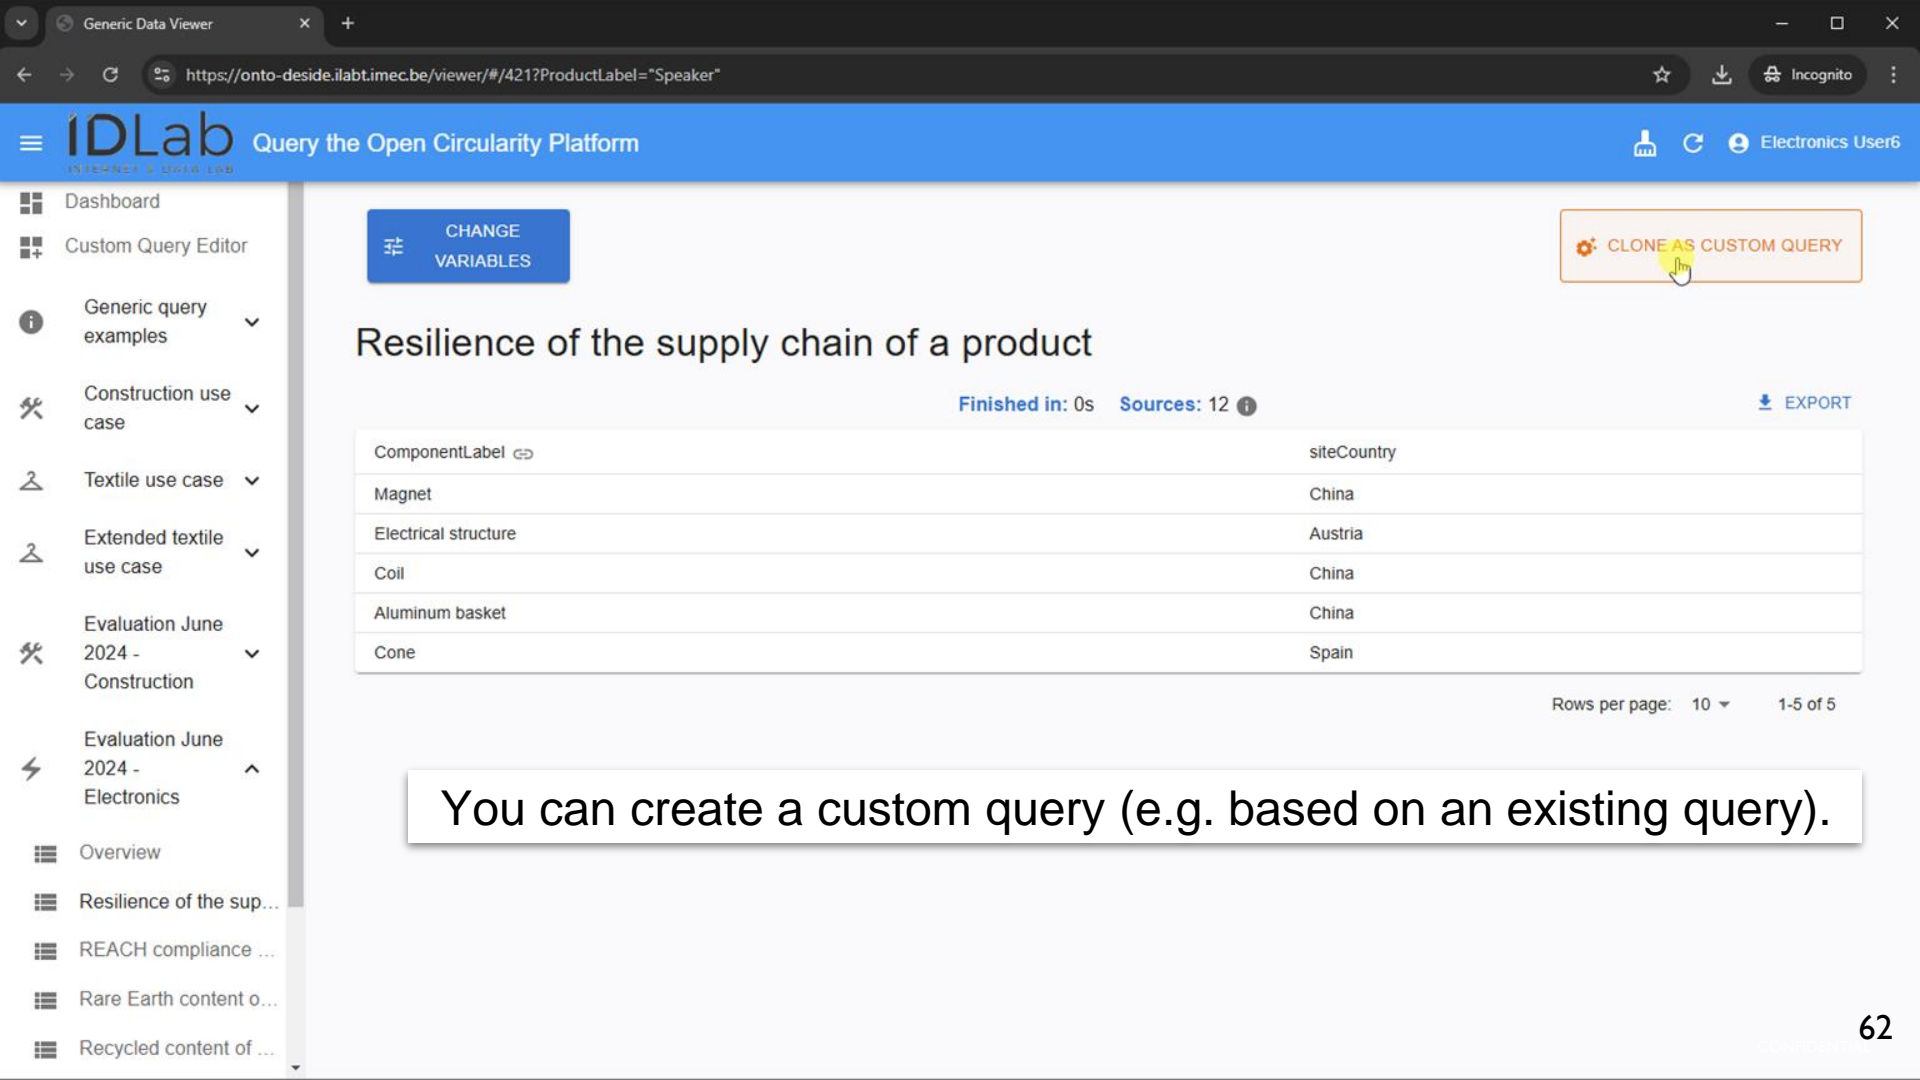 Generic Data Viewer
https://onto-deside.ilabt.imec.be/viewer/#/421?ProductLabel="Speaker"
Incognito
IDLab
INTERNET & DATA LAB
Query the Open Circularity Platform
Electronics User6
Dashboard
Custom Query Editor
Generic query
examples
Construction use
case
Textile use case
Extended textile
use case
Evaluation June
2024 -
Construction
Evaluation June
2024 -
Electronics
Overview
Resilience of the sup...
REACH compliance ...
Rare Earth content o...
Recycled content of ...
CHANGE
VARIABLES
CLONE AS CUSTOM QUERY
Resilience of the supply chain of a product
Finished in: 0s Sources: 12
EXPORT
ComponentLabel siteCountry
Magnet China
Electrical structure Austria
Coil China
Aluminum basket China
Cone Spain
Rows per page: 10 1-5 of 5
You can create a custom query (e.g. based on an existing query).
62